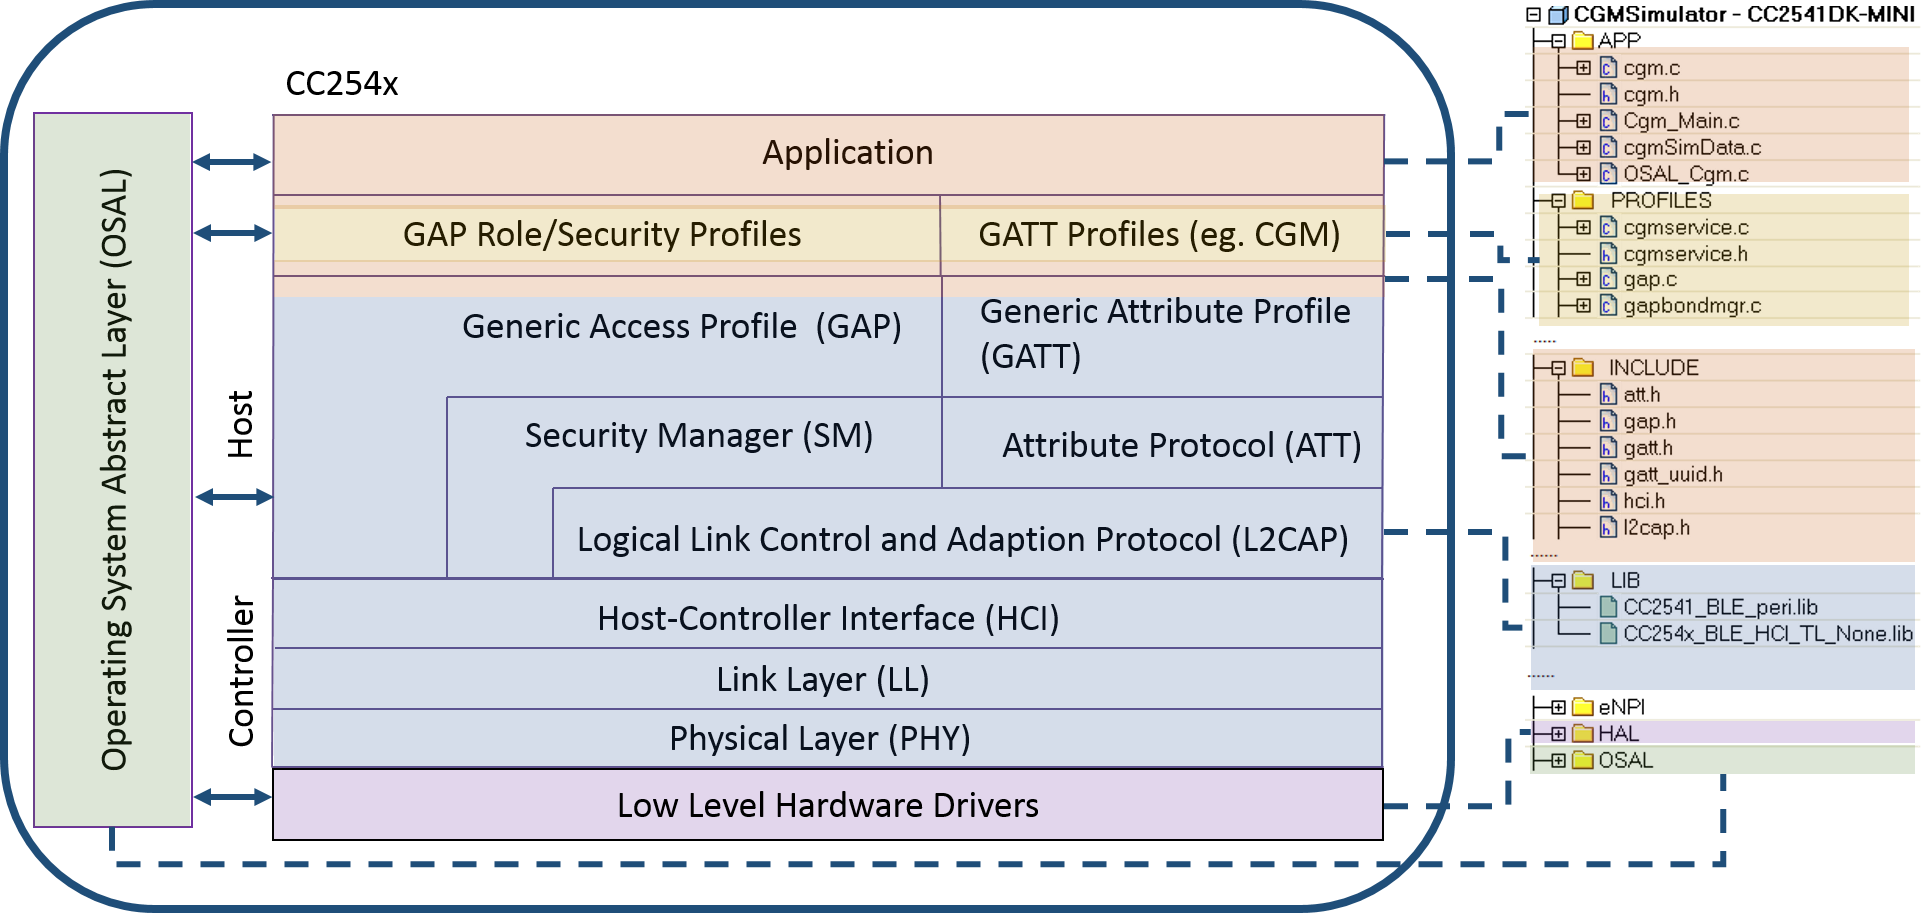 CC254x
Operating System Abstract Layer (OSAL)
Application
GAP Role/Security Profiles
GATT Profiles (eg. CGM)
Host
Generic Access Profile (GAP)
Generic Attribute Profile
(GATT)
Security Manager (SM)
Attribute Protocol (ATT)
Logical Link Control and Adaption Protocol (L2CAP)
Controller
Host-Controller Interface (HCI)
Link Layer (LL)
Physical Layer (PHY)
Low Level Hardware Drivers
CGMSimulator - CC2541DK-MINI
APP
cgm.c
cgm.h
Cgm_Main.c
cgmSimData.c
OSAL_Cgm.c
PROFILES
cgmservice.c
cgmservice.h
gap.c
gapbondmgr.c
.....
INCLUDE
att.h
gap.h
gatt.h
gatt_uuid.h
hci.h
l2cap.h
......
LIB
CC2541_BLE_peri.lib
CC254x_BLE_HCI_TL_None.lib
......
eNPI
HAL
OSAL